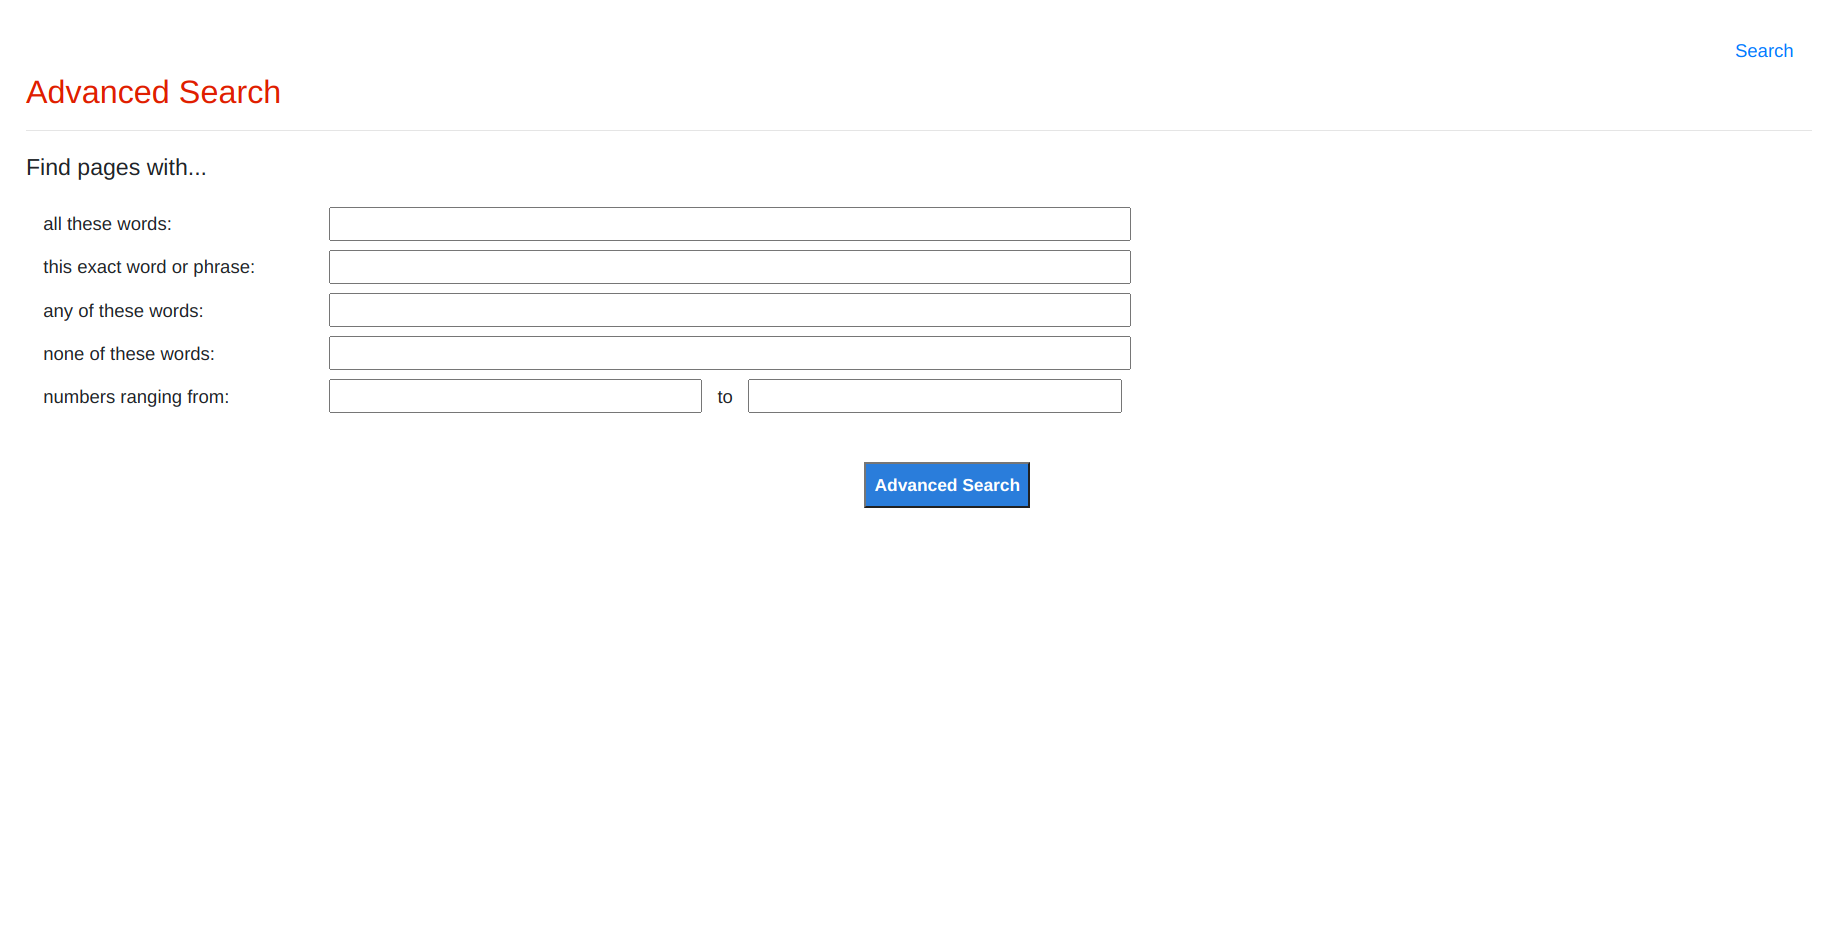 Search
Advanced Search
Find pages with...
all these words:
this exact word or phrase:
any of these words:
none of these words:
numbers ranging from: to
Advanced Search